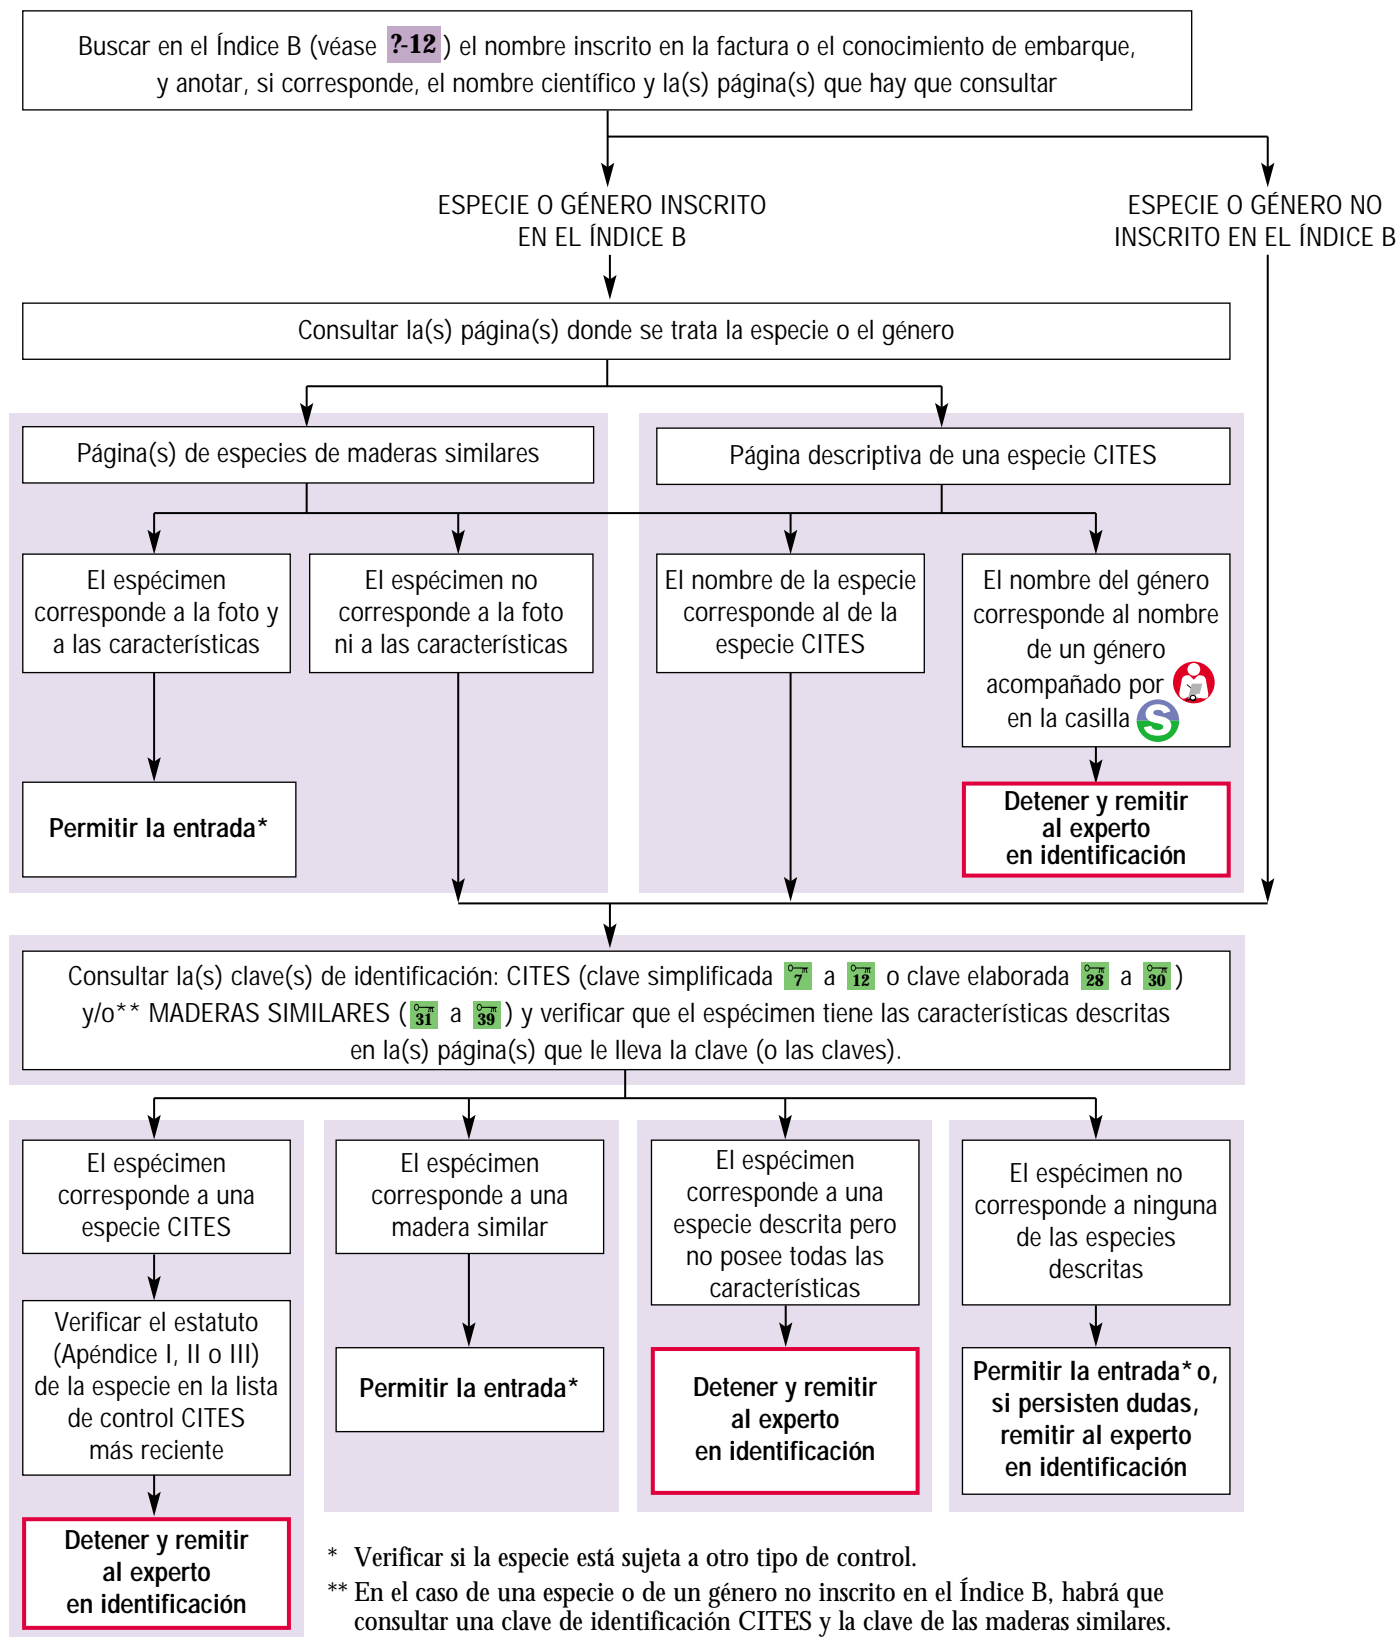 Buscar en el Índice B (véase ?-12 ) el nombre inscrito en la factura o el conocimiento de embarque,
y anotar, si corresponde, el nombre científico y la(s) página(s) que hay que consultar
ESPECIE O GÉNERO INSCRITO
EN EL ÍNDICE B
ESPECIE O GÉNERO NO
INSCRITO EN EL ÍNDICE B
Consultar la(s) página(s) donde se trata la especie o el género
Página(s) de especies de maderas similares
Página descriptiva de una especie CITES
El espécimen
corresponde a la foto y
a las características
El espécimen no
corresponde a la foto
ni a las características
El nombre de la especie
corresponde al de la
especie CITES
El nombre del género
corresponde al nombre
de un género
acompañado por
en la casilla S
Permitir la entrada*
Detener y remitir
al experto
en identificación
Consultar la(s) clave(s) de identificación: CITES (clave simplificada 7 a 12 o clave elaborada 28 a 30 )
y/o** MADERAS SIMILARES ( 31 a 39 ) y verificar que el espécimen tiene las características descritas
en la(s) página(s) que le lleva la clave (o las claves).
El espécimen
corresponde a una
especie CITES
El espécimen
corresponde a una
madera similar
El espécimen
corresponde a una
especie descrita pero
no posee todas las
características
El espécimen no
corresponde a ninguna
de las especies
descritas
Verificar el estatuto
(Apéndice I, II o III)
de la especie en la lista
de control CITES
más reciente
Permitir la entrada*
Detener y remitir
al experto
en identificación
Permitir la entrada* o,
si persisten dudas,
remitir al experto
en identificación
Detener y remitir
al experto
en identificación
* Verificar si la especie está sujeta a otro tipo de control.
** En el caso de una especie o de un género no inscrito en el Índice B, habrá que
consultar una clave de identificación CITES y la clave de las maderas similares.